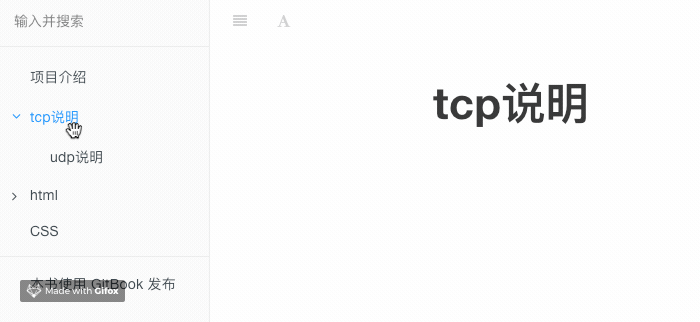 输入并搜索
A
tcp说明
项目介绍
tcp说明
udp说明
html
CSS
本书使用 GitBook 发布
Made with Gifox